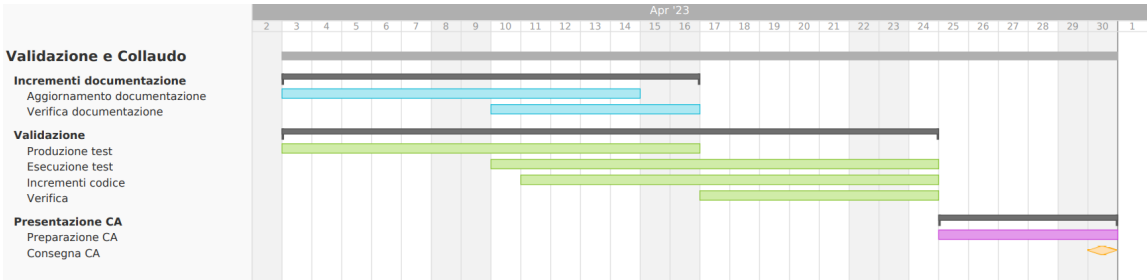 Apr '23
2 3 4 5 6 7 8 9 10 11 12 13 14 15 16 17 18 19 20 21 22 23 24 25 26 27 28 29 30 1
Validazione e Collaudo
Incrementi documentazione
Aggiornamento documentazione
Verifica documentazione
Validazione
Produzione test
Esecuzione test
Incrementi codice
Verifica
Presentazione CA
Preparazione CA
Consegna CA